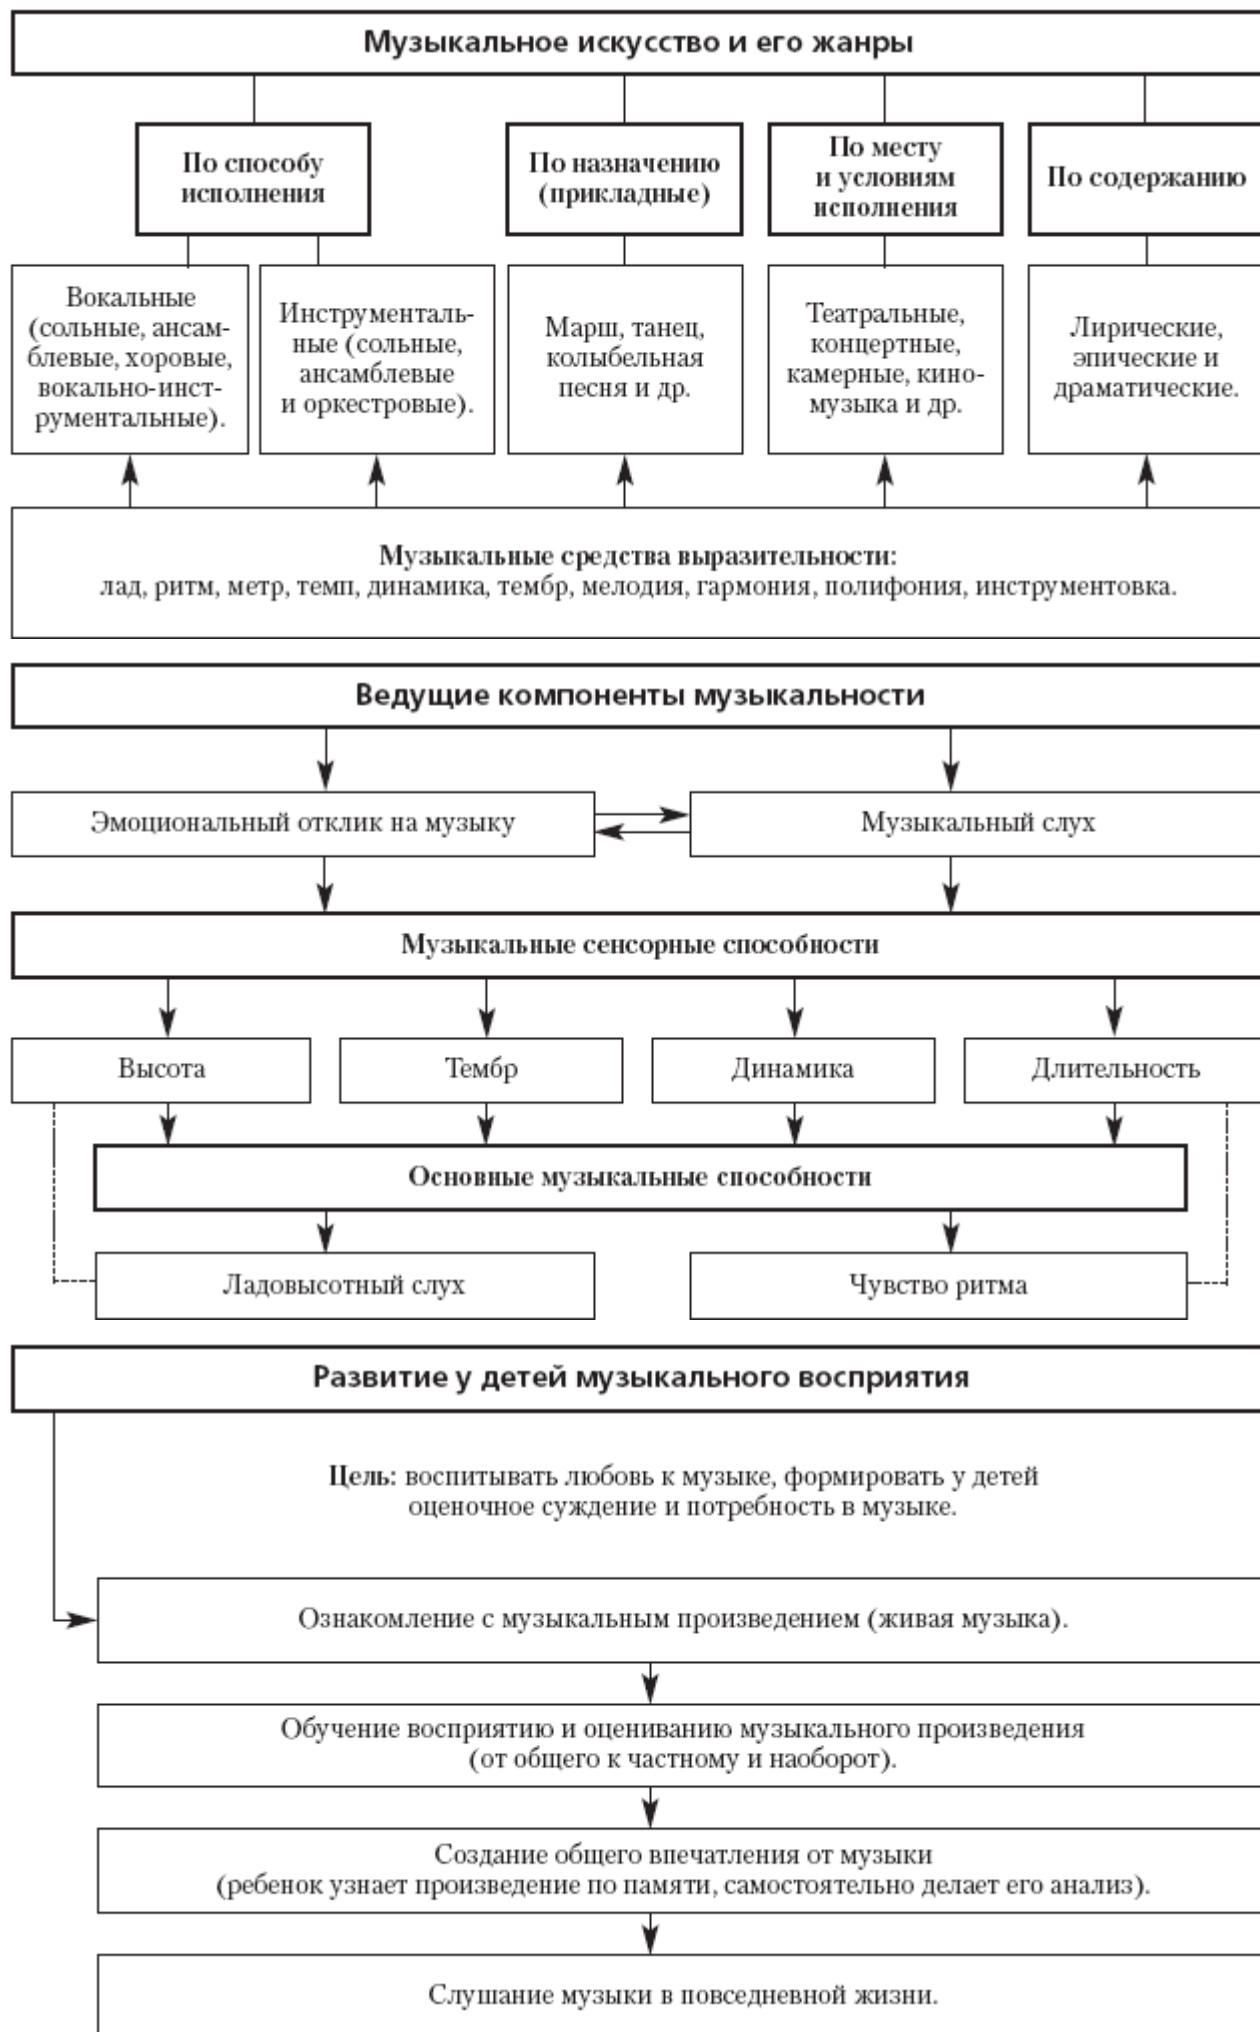 Музыкальное искусство и его жанры
По способу
исполнения
По назначению
(прикладные)
По месту
и условиям
исполнения
По содержанию
Вокальные
(сольные, ансам-
блевые, хоровые,
вокально-инст-
рументальные).
Инструменталь-
ные (сольные,
ансамблевые
и оркестровые).
Марш, танец,
колыбельная
песня и др.
Театральные,
концертные,
камерные, кино-
музыка и др.
Лирические,
эпические и
драматические.
Музыкальные средства выразительности:
лад, ритм, метр, темп, динамика, тембр, мелодия, гармония, полифония, инструментовка.
Ведущие компоненты музыкальности
Эмоциональный отклик на музыку
Музыкальный слух
Музыкальные сенсорные способности
Высота
Тембр
Динамика
Длительность
Основные музыкальные способности
Ладовысотный слух
Чувство ритма
Развитие у детей музыкального восприятия
Цель: воспитывать любовь к музыке, формировать у детей
оценочное суждение и потребность в музыке.
Ознакомление с музыкальным произведением (живая музыка).
Обучение восприятию и оцениванию музыкального произведения
(от общего к частному и наоборот).
Создание общего впечатления от музыки
(ребенок узнает произведение по памяти, самостоятельно делает его анализ).
Слушание музыки в повседневной жизни.